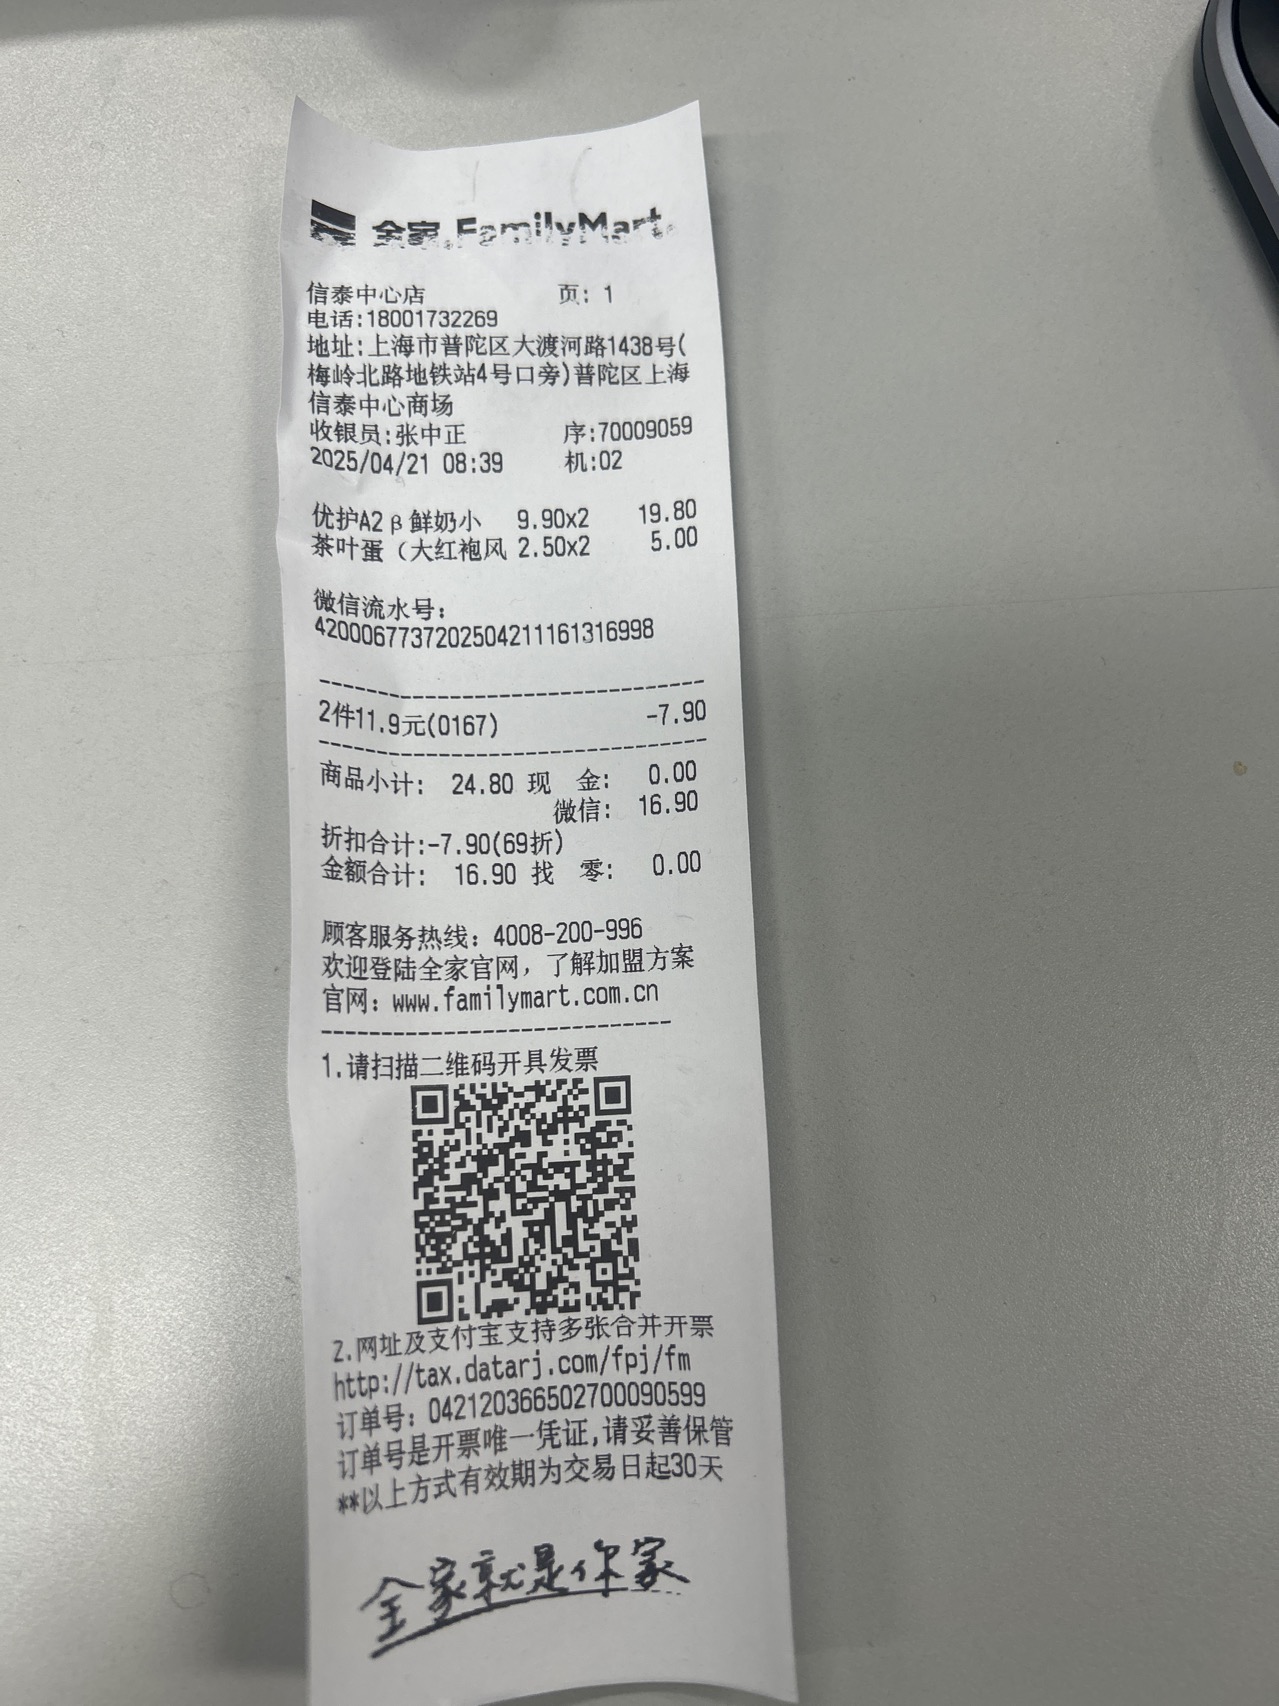 全家.FamilyMart.
信泰中心店 页: 1
电话:18001732269
地址:上海市普陀区大渡河路1438号(
梅岭北路地铁站4号口旁)普陀区上海
信泰中心商场
收银员:张中正 序:70009059
2025/04/21 08:39 机:02
优护A2β鲜奶小 9.90x2 19.80
茶叶蛋（大红袍风 2.50x2 5.00
微信流水号:
4200067737202504211161316998
2件11.9元(0167) -7.90
商品小计: 24.80 现 金: 0.00
微信: 16.90
折扣合计:-7.90(69折)
金额合计: 16.90 找 零: 0.00
顾客服务热线: 4008-200-996
欢迎登陆全家官网，了解加盟方案
官网: www.familymart.com.cn
1.请扫描二维码开具发票
2.网址及支付宝支持多张合并开票
http://tax.datarj.com/fpj/fm
订单号: 042120366502700090599
订单号是开票唯一凭证,请妥善保管
**以上方式有效期为交易日起30天
全家就是你家